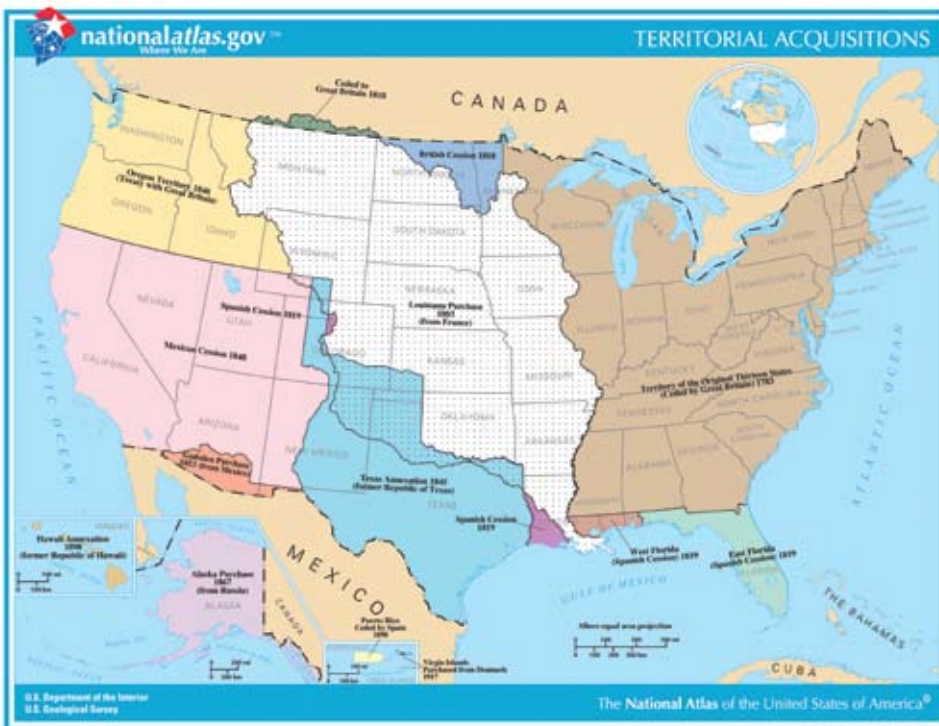 nationalatlas.gov™
Where We Are
TERRITORIAL ACQUISITIONS
Ceded to
Great Britain 1818
CANADA
WASHINGTON
MONTANA
British Cession 1818
Oregon Territory 1846
(Treaty with Great Britain)
OREGON
IDAHO
SOUTH DAKOTA
WISCONSIN
NEW YORK
WYOMING
NEBRASKA
IOWA
PENNSYLVANIA
Spanish Cession 1819
Louisiana Purchase
1803
(from France)
ILLINOIS
INDIANA
OHIO
NEVADA
UTAH
Mexican Cession 1848
KANSAS
MISSOURI
KENTUCKY
VIRGINIA
CALIFORNIA
Territory of the Original Thirteen States
(Ceded by Great Britain) 1783
NORTH CAROLINA
TENNESSEE
ARIZONA
NEW MEXICO
OKLAHOMA
ARKANSAS
ALABAMA
GEORGIA
Gadsden Purchase
1853 (from Mexico)
Texas Annexation 1845
(former Republic of Texas)
TEXAS
Spanish Cession
1819
West Florida
(Spanish Cession) 1819
East Florida
(Spanish Cession) 1819
PACIFIC OCEAN
ATLANTIC OCEAN
GULF OF MEXICO
MEXICO
HAWAII
Hawaii Annexation
1898
(former Republic of Hawaii)
Alaska Purchase
1867
(from Russia)
ALASKA
CANADA
Puerto Rico
Ceded by Spain
1898
Virgin Islands
Purchased from Denmark
1917
Albers equal area projection
THE BAHAMAS
CUBA
U.S. Department of the Interior
U.S. Geological Survey
The National Atlas of the United States of America®